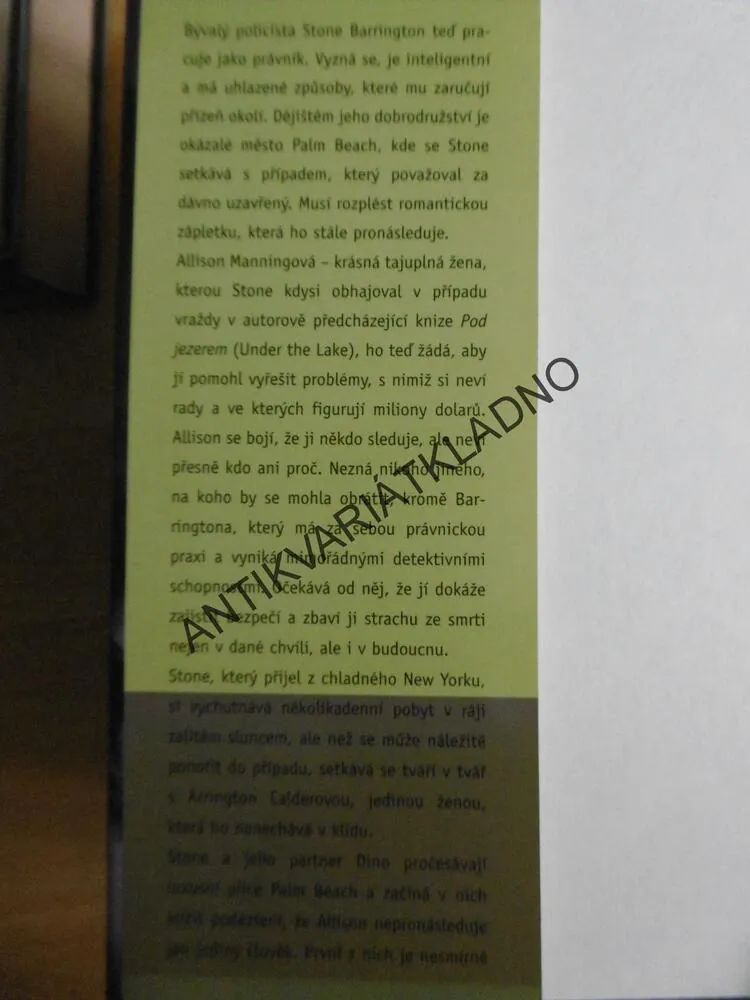 Bývalý policista Stone Barrington teď pra-
cuje jako právník. Vyzná se, je inteligentní
a má uhlazené způsoby, které mu zaručují
přízeň okolí. Dějištěm jeho dobrodružství je
okázalé město Palm Beach, kde se Stone
setkává s případem, který považoval za
dávno uzavřený. Musí rozplést romantickou
zápletku, která ho stále pronásleduje.
Allison Manningová – krásná tajuplná žena,
kterou Stone kdysi obhajoval v případu
vraždy v autorově předcházející knize Pod
jezerem (Under the Lake), ho teď žádá, aby
jí pomohl vyřešit problémy, s nimiž si neví
rady a ve kterých figurují miliony dolarů.
Allison se bojí, že ji někdo sleduje, ale neví
přesně kdo ani proč. Nezná nikoho jiného,
na koho by se mohla obrátit, kromě Bar-
ringtona, který má za sebou právnickou
praxi a vyniká mimořádnými detektivními
schopnostmi. Očekává od něj, že jí dokáže
zajistit bezpečí a zbaví ji strachu ze smrti
nejen v dané chvíli, ale i v budoucnu.
Stone, který přijel z chladného New Yorku,
si vychutnává několikadenní pobyt v ráji
zalitém sluncem, ale než se může náležitě
ponořit do případu, setkává se tváří v tvář
s Arrington Calderovou, jedinou ženou,
která ho nenechává v klidu.
Stone a jeho partner Dino pročesávají
luxusní ulice Palm Beach a začíná v nich
podezření, že Allison nepronásleduje
jen jediný člověk. První z nich je nesmírně
ANTIKVARIÁT KLADNO